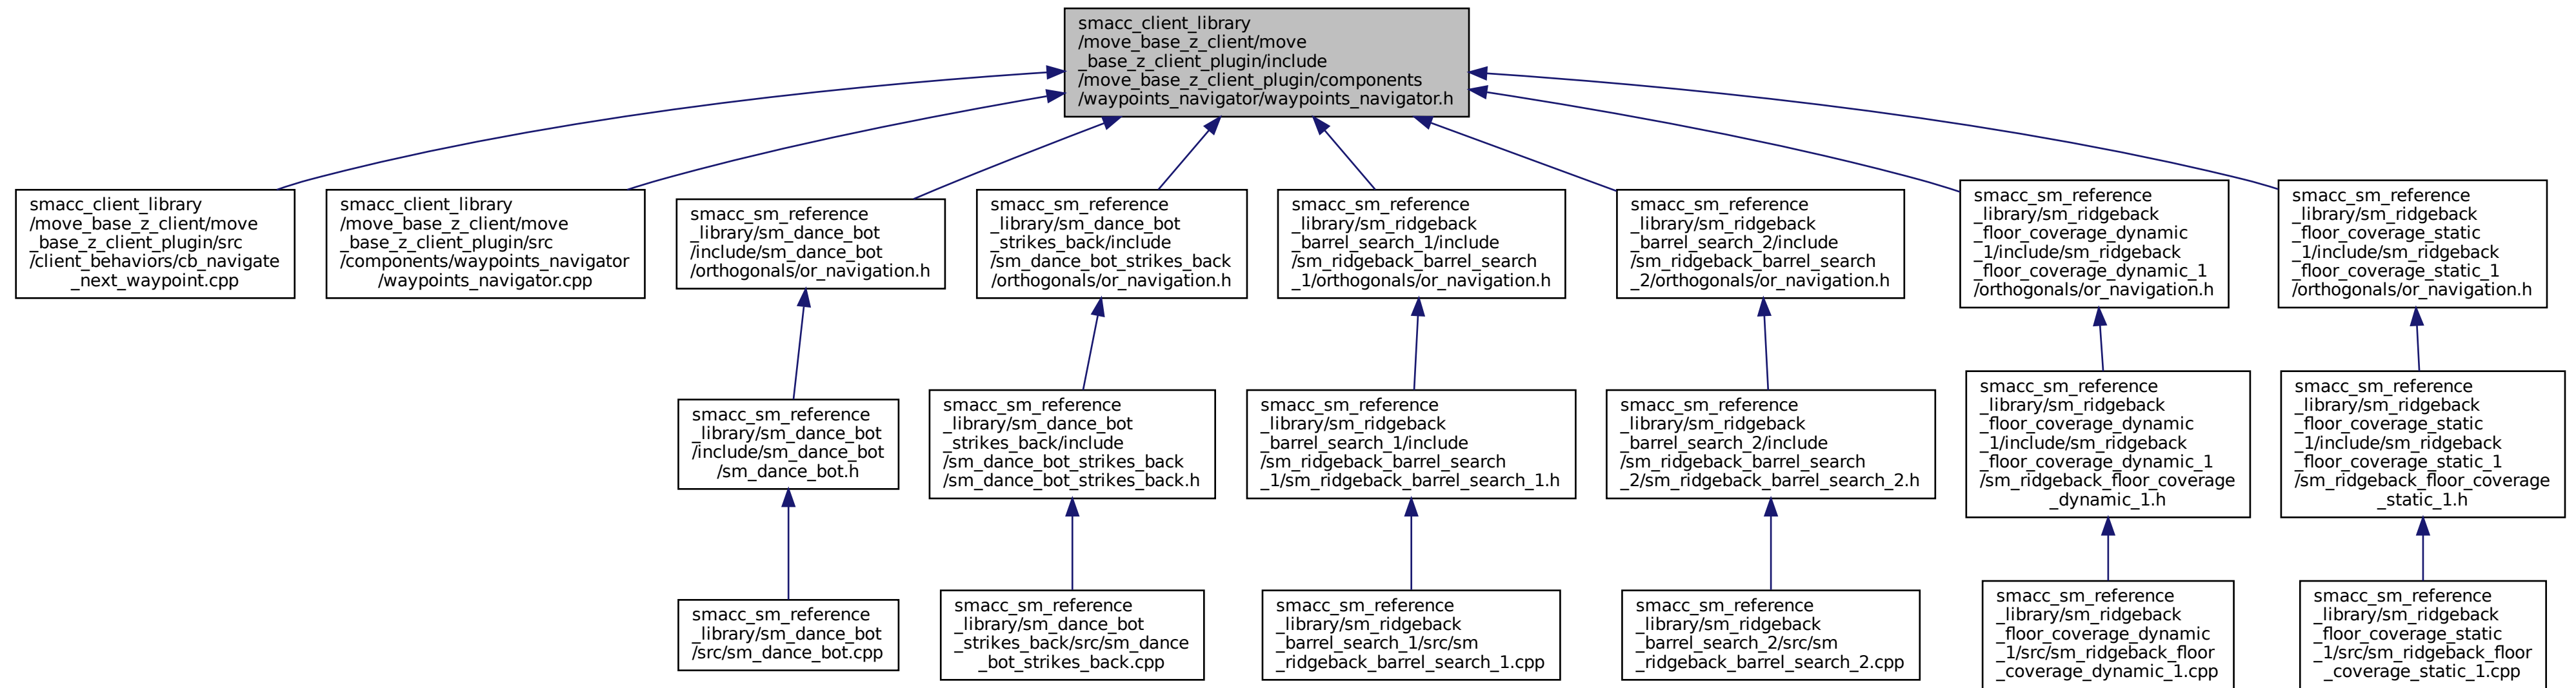 smacc_client_library
/move_base_z_client/move
_base_z_client_plugin/include
/move_base_z_client_plugin/components
/waypoints_navigator/waypoints_navigator.h
smacc_client_library
/move_base_z_client/move
_base_z_client_plugin/src
/client_behaviors/cb_navigate
_next_waypoint.cpp
smacc_client_library
/move_base_z_client/move
_base_z_client_plugin/src
/components/waypoints_navigator
/waypoints_navigator.cpp
smacc_sm_reference
_library/sm_dance_bot
/include/sm_dance_bot
/orthogonals/or_navigation.h
smacc_sm_reference
_library/sm_dance_bot
_strikes_back/include
/sm_dance_bot_strikes_back
/orthogonals/or_navigation.h
smacc_sm_reference
_library/sm_ridgeback
_barrel_search_1/include
/sm_ridgeback_barrel_search
_1/orthogonals/or_navigation.h
smacc_sm_reference
_library/sm_ridgeback
_barrel_search_2/include
/sm_ridgeback_barrel_search
_2/orthogonals/or_navigation.h
smacc_sm_reference
_library/sm_ridgeback
_floor_coverage_dynamic
_1/include/sm_ridgeback
_floor_coverage_dynamic_1
/orthogonals/or_navigation.h
smacc_sm_reference
_library/sm_ridgeback
_floor_coverage_static
_1/include/sm_ridgeback
_floor_coverage_static_1
/orthogonals/or_navigation.h
smacc_sm_reference
_library/sm_dance_bot
/include/sm_dance_bot
/sm_dance_bot.h
smacc_sm_reference
_library/sm_dance_bot
_strikes_back/include
/sm_dance_bot_strikes_back
/sm_dance_bot_strikes_back.h
smacc_sm_reference
_library/sm_ridgeback
_barrel_search_1/include
/sm_ridgeback_barrel_search
_1/sm_ridgeback_barrel_search_1.h
smacc_sm_reference
_library/sm_ridgeback
_barrel_search_2/include
/sm_ridgeback_barrel_search
_2/sm_ridgeback_barrel_search_2.h
smacc_sm_reference
_library/sm_ridgeback
_floor_coverage_dynamic
_1/include/sm_ridgeback
_floor_coverage_dynamic_1
/sm_ridgeback_floor_coverage
_dynamic_1.h
smacc_sm_reference
_library/sm_ridgeback
_floor_coverage_static
_1/include/sm_ridgeback
_floor_coverage_static_1
/sm_ridgeback_floor_coverage
_static_1.h
smacc_sm_reference
_library/sm_dance_bot
/src/sm_dance_bot.cpp
smacc_sm_reference
_library/sm_dance_bot
_strikes_back/src/sm_dance
_bot_strikes_back.cpp
smacc_sm_reference
_library/sm_ridgeback
_barrel_search_1/src/sm
_ridgeback_barrel_search_1.cpp
smacc_sm_reference
_library/sm_ridgeback
_barrel_search_2/src/sm
_ridgeback_barrel_search_2.cpp
smacc_sm_reference
_library/sm_ridgeback
_floor_coverage_dynamic
_1/src/sm_ridgeback_floor
_coverage_dynamic_1.cpp
smacc_sm_reference
_library/sm_ridgeback
_floor_coverage_static
_1/src/sm_ridgeback_floor
_coverage_static_1.cpp